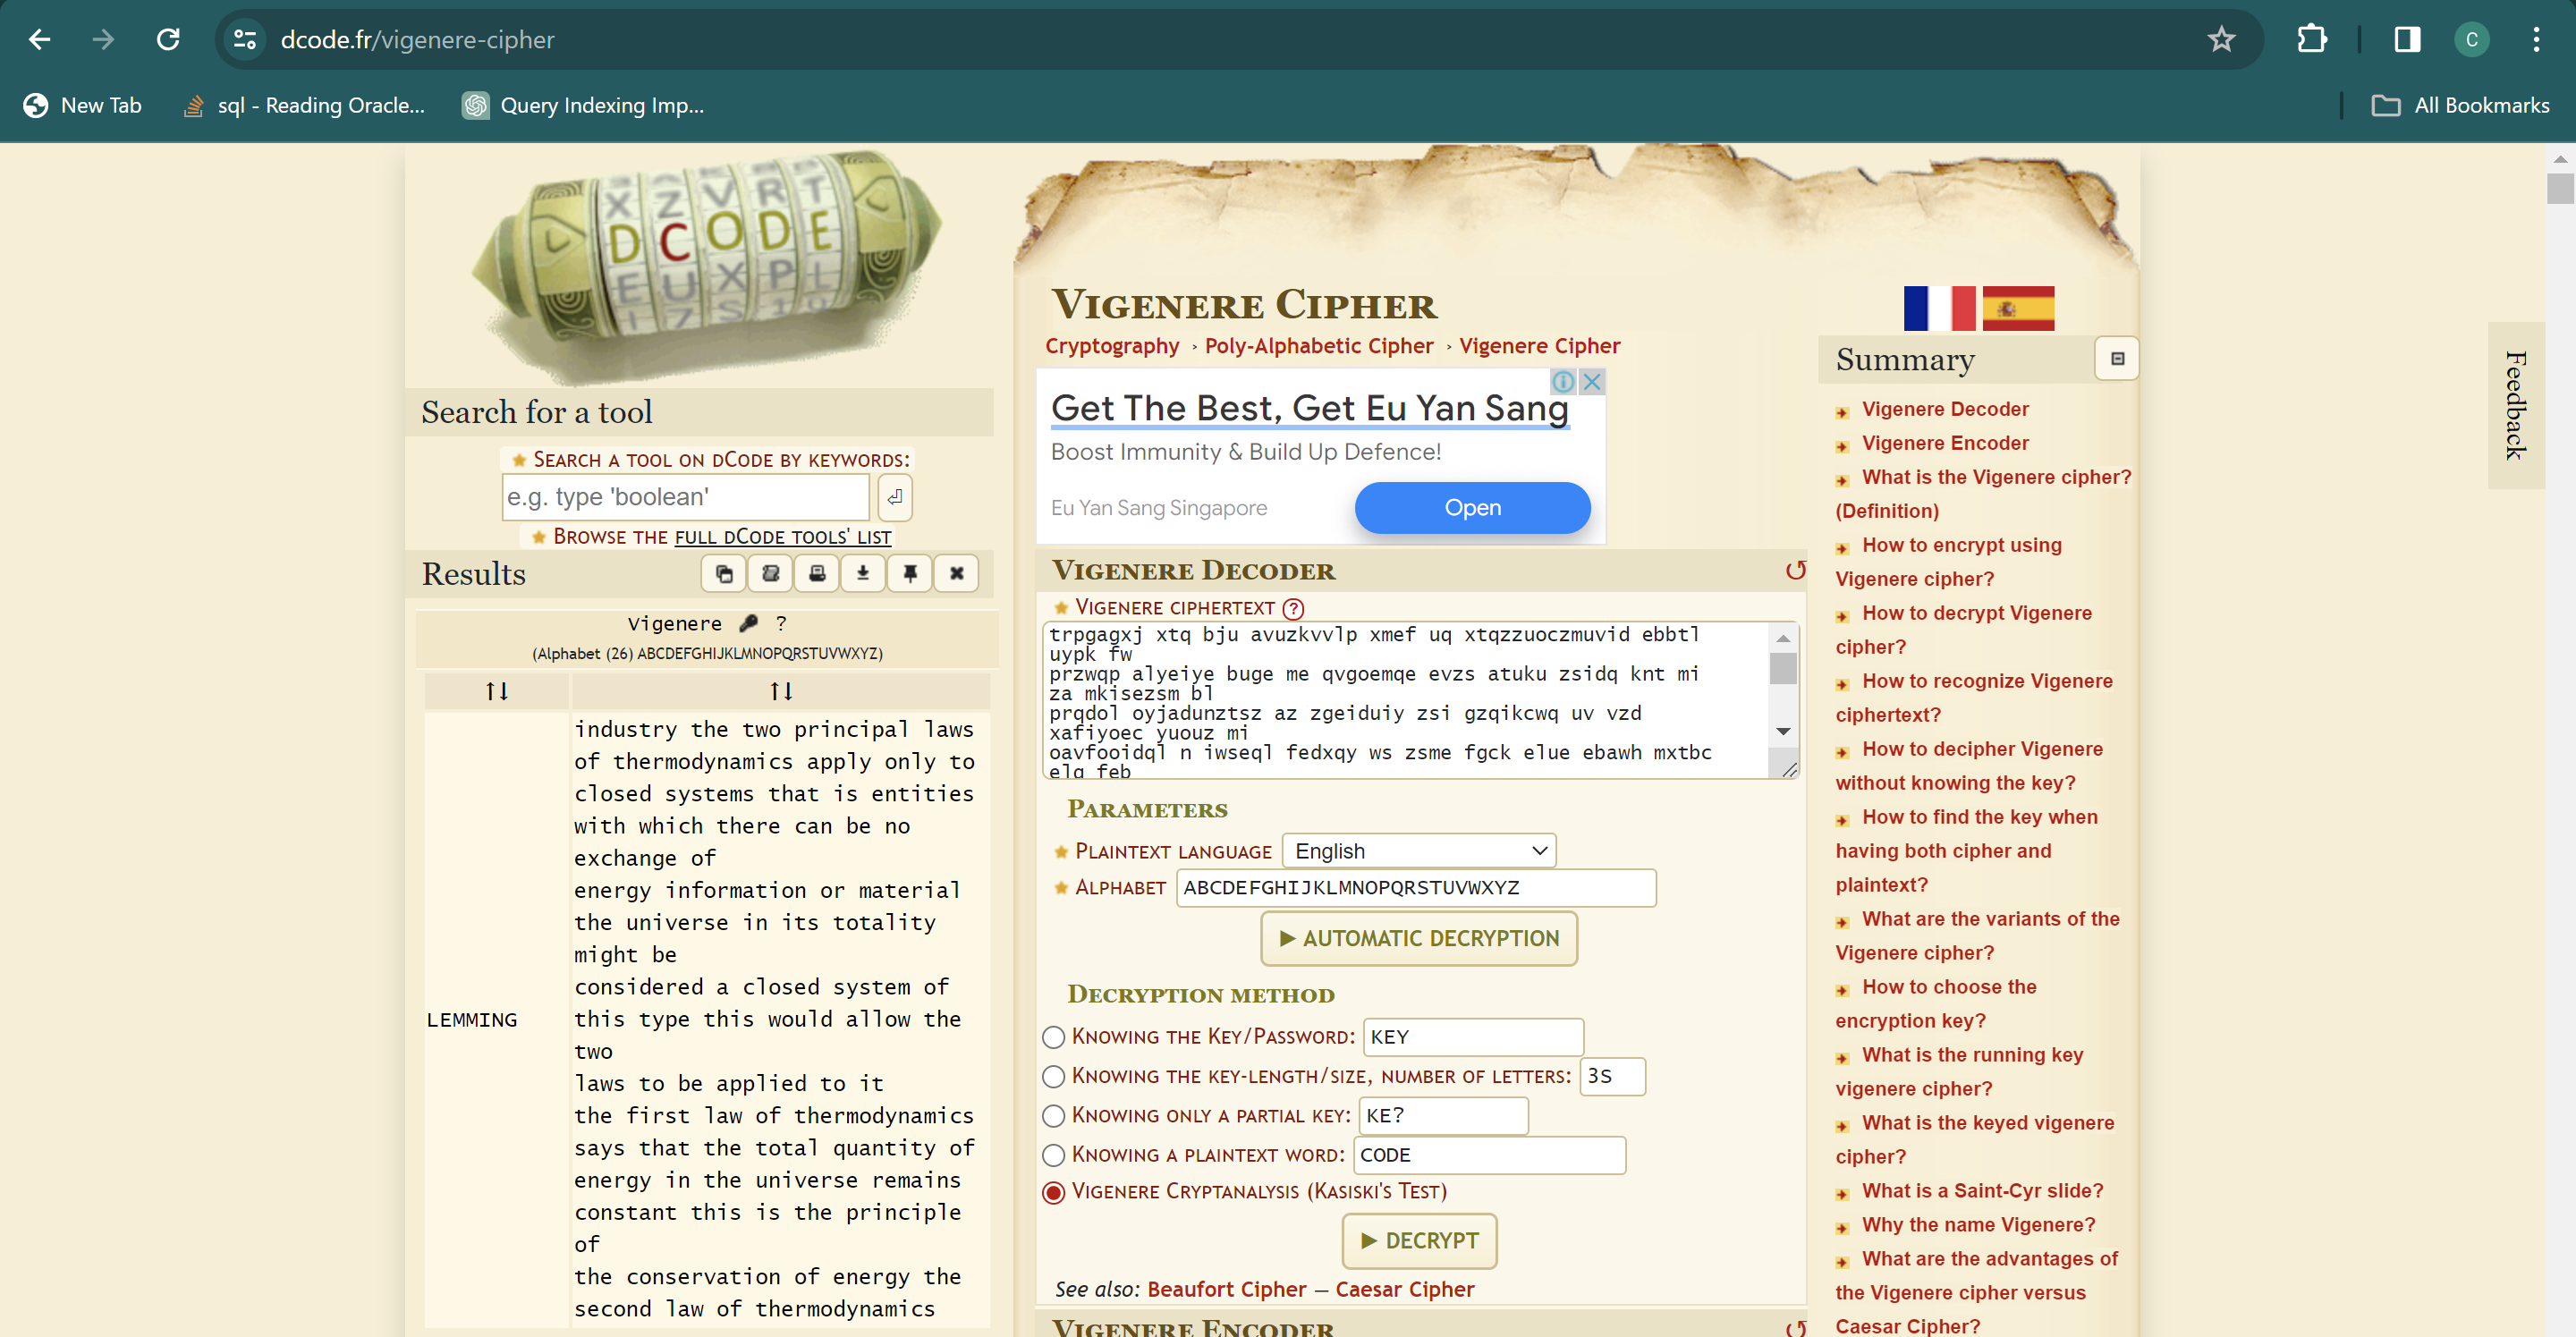 dcode.fr/vigenere-cipher
C
New Tab
sql - Reading Oracle...
Query Indexing Imp...
All Bookmarks
XZVRT
DCODE
EUXPL
Search for a tool
SEARCH A TOOL ON DCODE BY KEYWORDS:
e.g. type 'boolean'
BROWSE THE FULL DCODE TOOLS' LIST
Results
Vigenere ?
(Alphabet (26) ABCDEFGHIJKLMNOPQRSTUVWXYZ)
↑↓ ↑↓
LEMMING
industry the two principal laws
of thermodynamics apply only to
closed systems that is entities
with which there can be no
exchange of
energy information or material
the universe in its totality
might be
considered a closed system of
this type this would allow the
two
laws to be applied to it
the first law of thermodynamics
says that the total quantity of
energy in the universe remains
constant this is the principle
of
the conservation of energy the
second law of thermodynamics
VIGENERE CIPHER
Cryptography › Poly-Alphabetic Cipher › Vigenere Cipher
Get The Best, Get Eu Yan Sang
Boost Immunity & Build Up Defence!
Eu Yan Sang Singapore
Open
VIGENERE DECODER
VIGENERE CIPHERTEXT ?
trpgagxj xtq bju avuzkvvlp xmef uq xtqzzuoczmuvid ebbtl
uypk fw
przwqp alyeiye buge me qvgoemqe evzs atuku zsidq knt mi
za mkisezsm bl
prqdol oyjadunztsz az zgeiduiy zsi gzqikcwq uv vzd
xafiyoec yuouz mi
oavfooidql n iwseql fedxqy ws zsme fgck elue ebawh mxtbc
elg feb
PARAMETERS
PLAINTEXT LANGUAGE English
ALPHABET ABCDEFGHIJKLMNOPQRSTUVWXYZ
▶ AUTOMATIC DECRYPTION
DECRYPTION METHOD
KNOWING THE KEY/PASSWORD: KEY
KNOWING THE KEY-LENGTH/SIZE, NUMBER OF LETTERS: 3S
KNOWING ONLY A PARTIAL KEY: KE?
KNOWING A PLAINTEXT WORD: CODE
VIGENERE CRYPTANALYSIS (KASISKI'S TEST)
▶ DECRYPT
See also: Beaufort Cipher — Caesar Cipher
VIGENERE ENCODER
Summary
Vigenere Decoder
Vigenere Encoder
What is the Vigenere cipher?
(Definition)
How to encrypt using
Vigenere cipher?
How to decrypt Vigenere
cipher?
How to recognize Vigenere
ciphertext?
How to decipher Vigenere
without knowing the key?
How to find the key when
having both cipher and
plaintext?
What are the variants of the
Vigenere cipher?
How to choose the
encryption key?
What is the running key
vigenere cipher?
What is the keyed vigenere
cipher?
What is a Saint-Cyr slide?
Why the name Vigenere?
What are the advantages of
the Vigenere cipher versus
Caesar Cipher?
Feedback